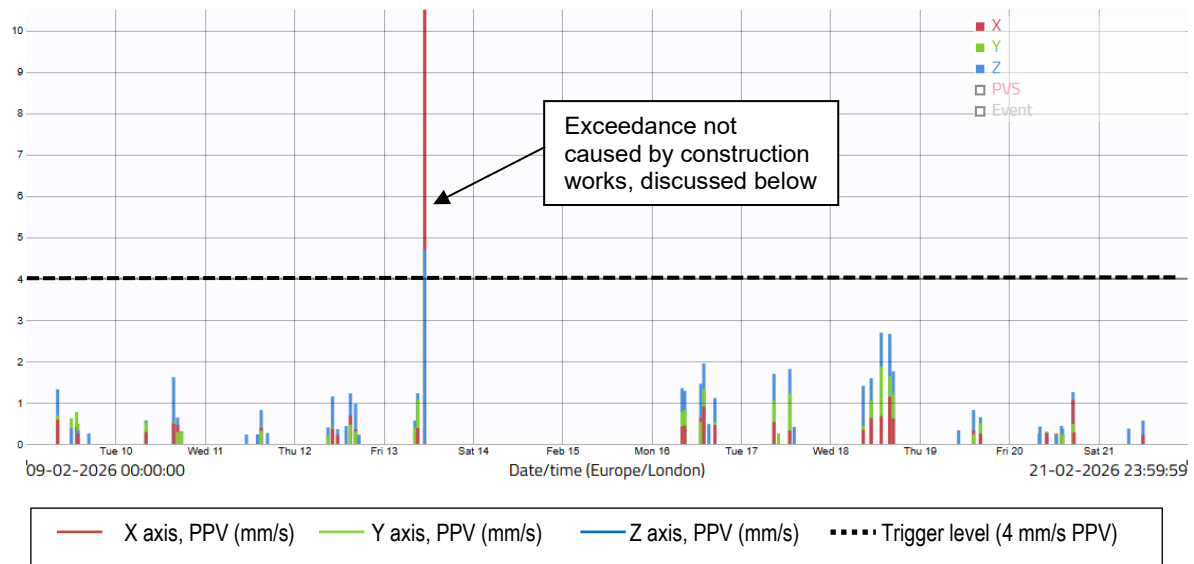 10
9
8
7
6
5
4
3
2
1
0
X
Y
Z
PVS
Event
Exceedance not
caused by construction
works, discussed below
Tue 10 Wed 11 Thu 12 Fri 13 Sat 14 Feb 15 Mon 16 Tue 17 Wed 18 Thu 19 Fri 20 Sat 21
09-02-2026 00:00:00 Date/time (Europe/London) 21-02-2026 23:59:59
X axis, PPV (mm/s) Y axis, PPV (mm/s) Z axis, PPV (mm/s) Trigger level (4 mm/s PPV)